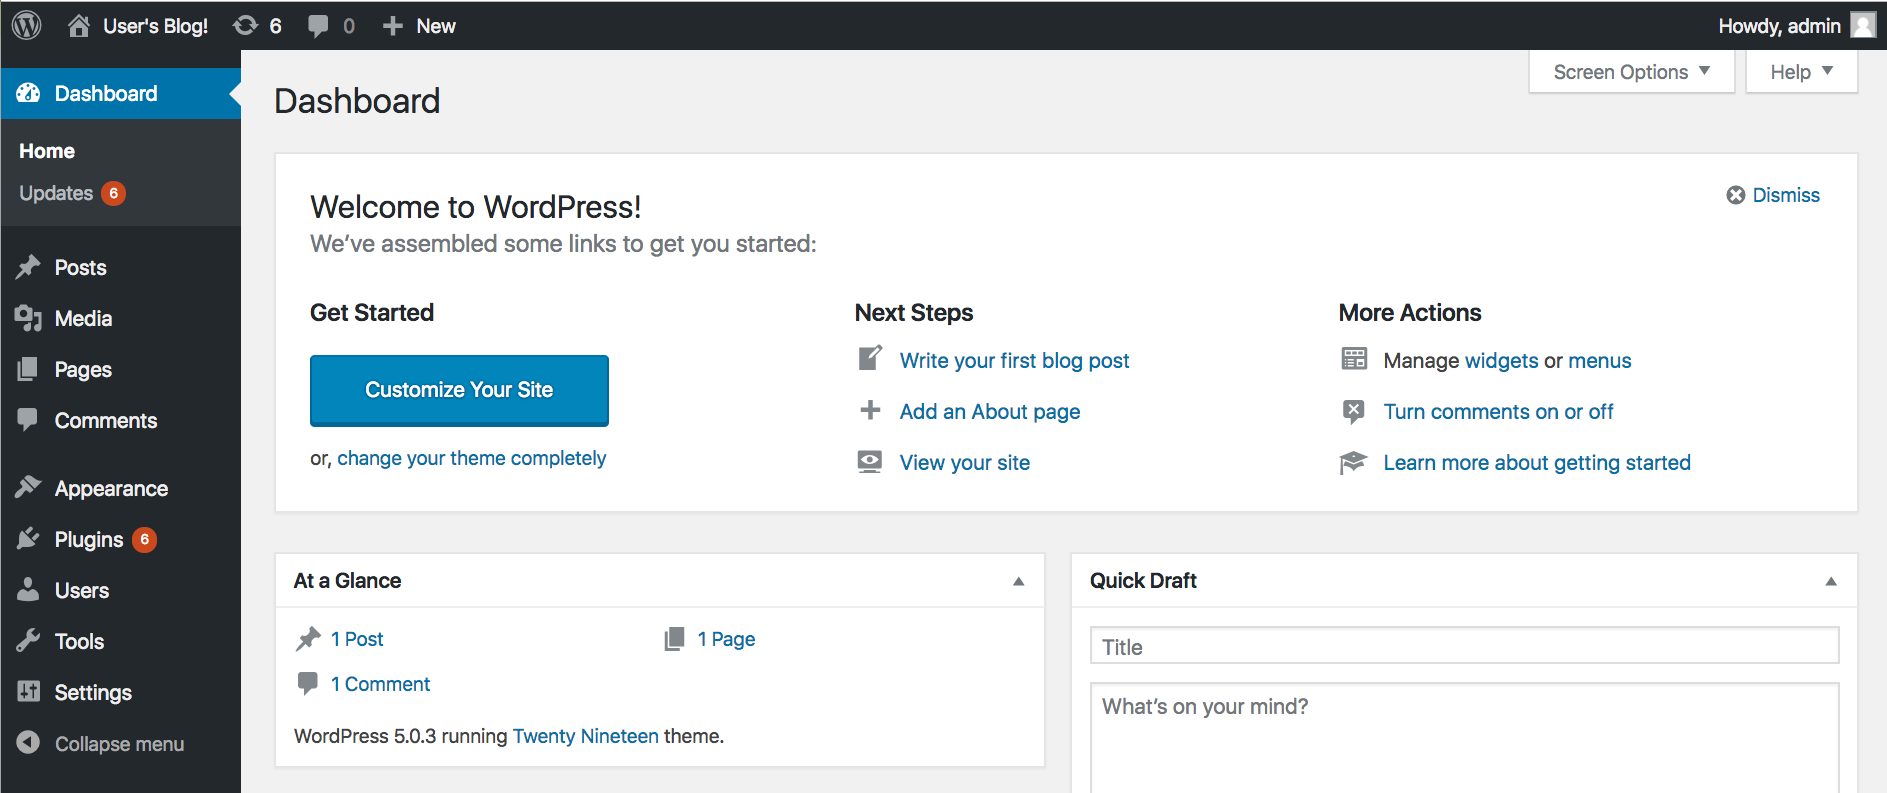 User's Blog! 6 0 New Howdy, admin
Screen Options Help
Dashboard
Home
Updates 6
Posts
Media
Pages
Comments
Appearance
Plugins 6
Users
Tools
Settings
Collapse menu
Dashboard
Welcome to WordPress!
Dismiss
We’ve assembled some links to get you started:
Get Started
Customize Your Site
or, change your theme completely
Next Steps
Write your first blog post
Add an About page
View your site
More Actions
Manage widgets or menus
Turn comments on or off
Learn more about getting started
At a Glance
1 Post
1 Page
1 Comment
WordPress 5.0.3 running Twenty Nineteen theme.
Quick Draft
Title
What’s on your mind?